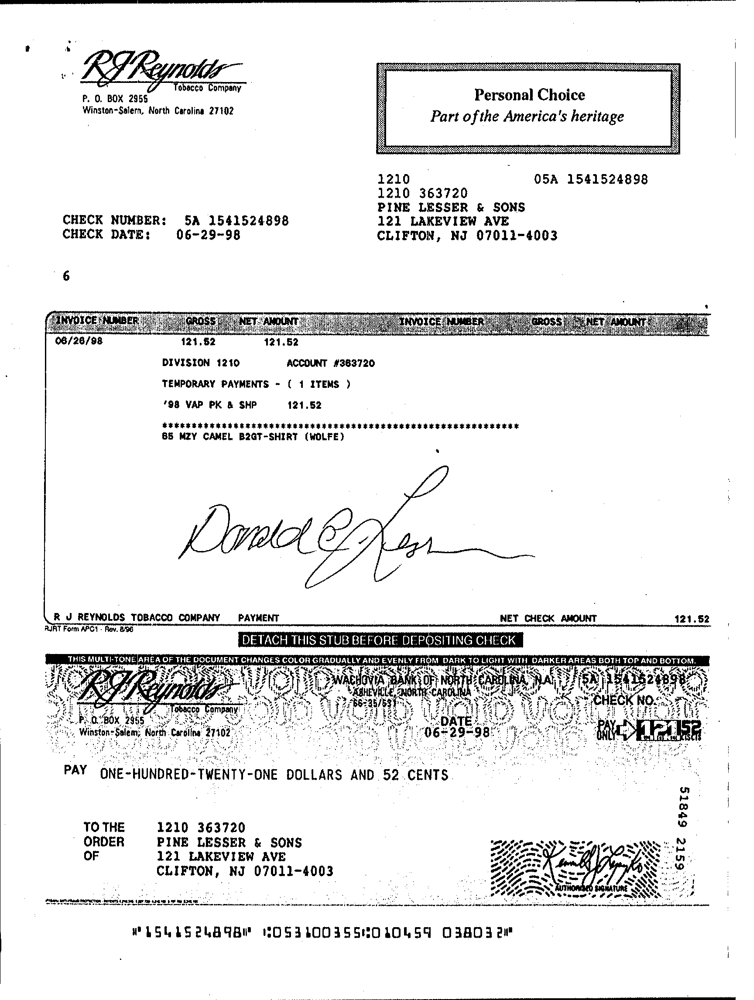 RJReynolds
Tobacco Company
P. O. BOX 2955
Winston-Salem, North Carolina 27102
Personal Choice
Part of the America's heritage
1210 05A 1541524898
1210 363720
PINE LESSER & SONS
121 LAKEVIEW AVE
CLIFTON, NJ 07011-4003
CHECK NUMBER: 5A 1541524898
CHECK DATE: 06-29-98
6
INVOICE NUMBER GROSS NET AMOUNT INVOICE NUMBER GROSS NET AMOUNT
06/26/98 121.52 121.52
DIVISION 1210 ACCOUNT #363720
TEMPORARY PAYMENTS - ( 1 ITEMS )
'98 VAP PK & SHP 121.52
**************************************************************
85 MZY CAMEL B2GT-SHIRT (WOLFE)
R J REYNOLDS TOBACCO COMPANY PAYMENT NET CHECK AMOUNT 121.52
RJRT Form APC1 - Rev. 8/96
DETACH THIS STUB BEFORE DEPOSITING CHECK
THIS MULTI-TONE AREA OF THE DOCUMENT CHANGES COLOR GRADUALLY AND EVENLY FROM DARK TO LIGHT WITH DARKER AREAS BOTH TOP AND BOTTOM.
RJReynolds
Tobacco Company
P. O. BOX 2955
Winston-Salem, North Carolina 27102
WACHOVIA BANK OF NORTH CAROLINA, N.A.
ASHEVILLE, NORTH CAROLINA
66-35/531
5A 1541524898
CHECK NO.
DATE
06-29-98
PAY ONLY 121 52
PAY ONE-HUNDRED-TWENTY-ONE DOLLARS AND 52 CENTS
TO THE ORDER OF
1210 363720
PINE LESSER & SONS
121 LAKEVIEW AVE
CLIFTON, NJ 07011-4003
AUTHORIZED SIGNATURE
51849 2159
⑈1541524898⑈ ⑆053100355⑆010459 038032⑈